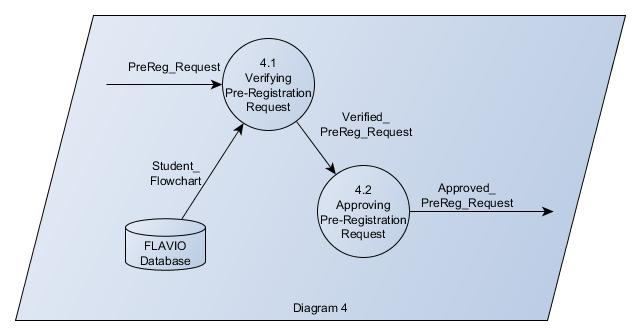 PreReg_Request
4.1
Verifying
Pre-Registration
Request
Verified_
PreReg_Request
Student_
Flowchart
4.2
Approving
Pre-Registration
Request
Approved_
PreReg_Request
FLAVIO
Database
Diagram 4